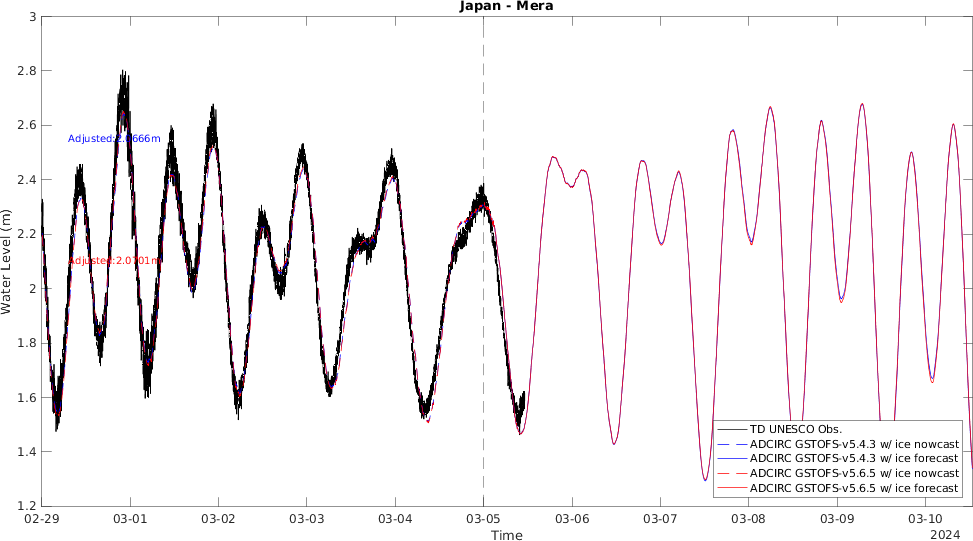 Japan - Mera
3
2.8
2.6
2.4
2.2
2
1.8
1.6
1.4
1.2
Water Level (m)
Adjusted:2.0666m
Adjusted:2.0701m
TD UNESCO Obs.
ADCIRC GSTOFS-v5.4.3 w/ ice nowcast
ADCIRC GSTOFS-v5.4.3 w/ ice forecast
ADCIRC GSTOFS-v5.6.5 w/ ice nowcast
ADCIRC GSTOFS-v5.6.5 w/ ice forecast
02-29 03-01 03-02 03-03 03-04 03-05 03-06 03-07 03-08 03-09 03-10
Time
2024